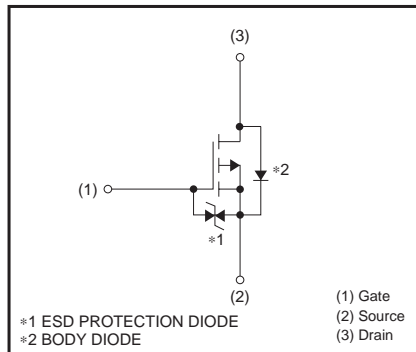 (3)
∗2
(1)
∗1
(2)
∗1 ESD PROTECTION DIODE
∗2 BODY DIODE
(1) Gate
(2) Source
(3) Drain